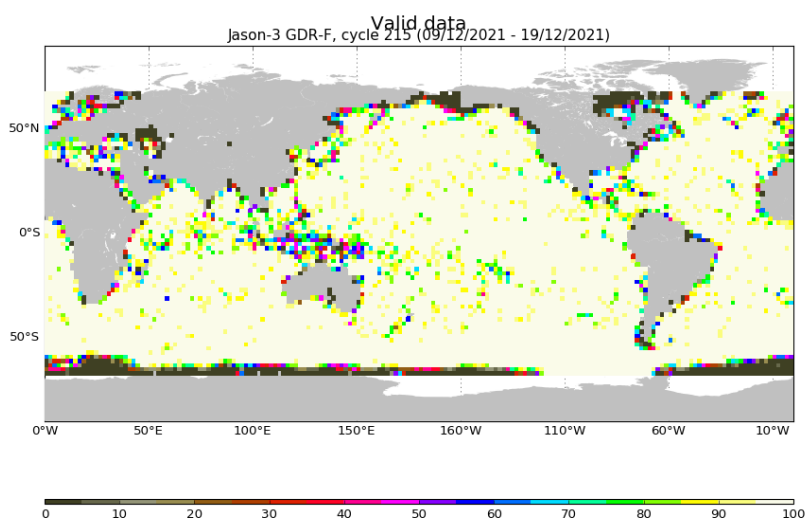 Valid data
Jason-3 GDR-F, cycle 215 (09/12/2021 - 19/12/2021)
50°N
0°S
50°S
0°W 50°E 100°E 150°E 160°W 110°W 60°W 10°W
0 10 20 30 40 50 60 70 80 90 100